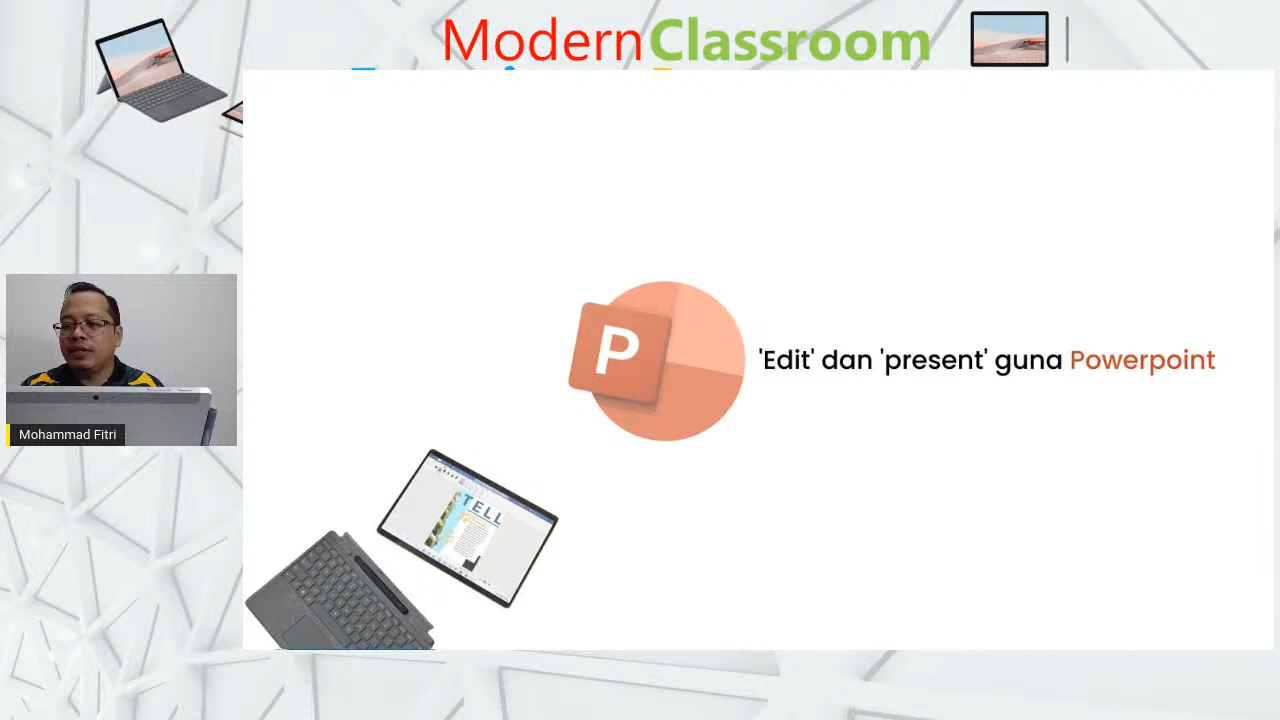 ModernClassroom
P
'Edit' dan 'present' guna Powerpoint
TELL
Mohammad Fitri